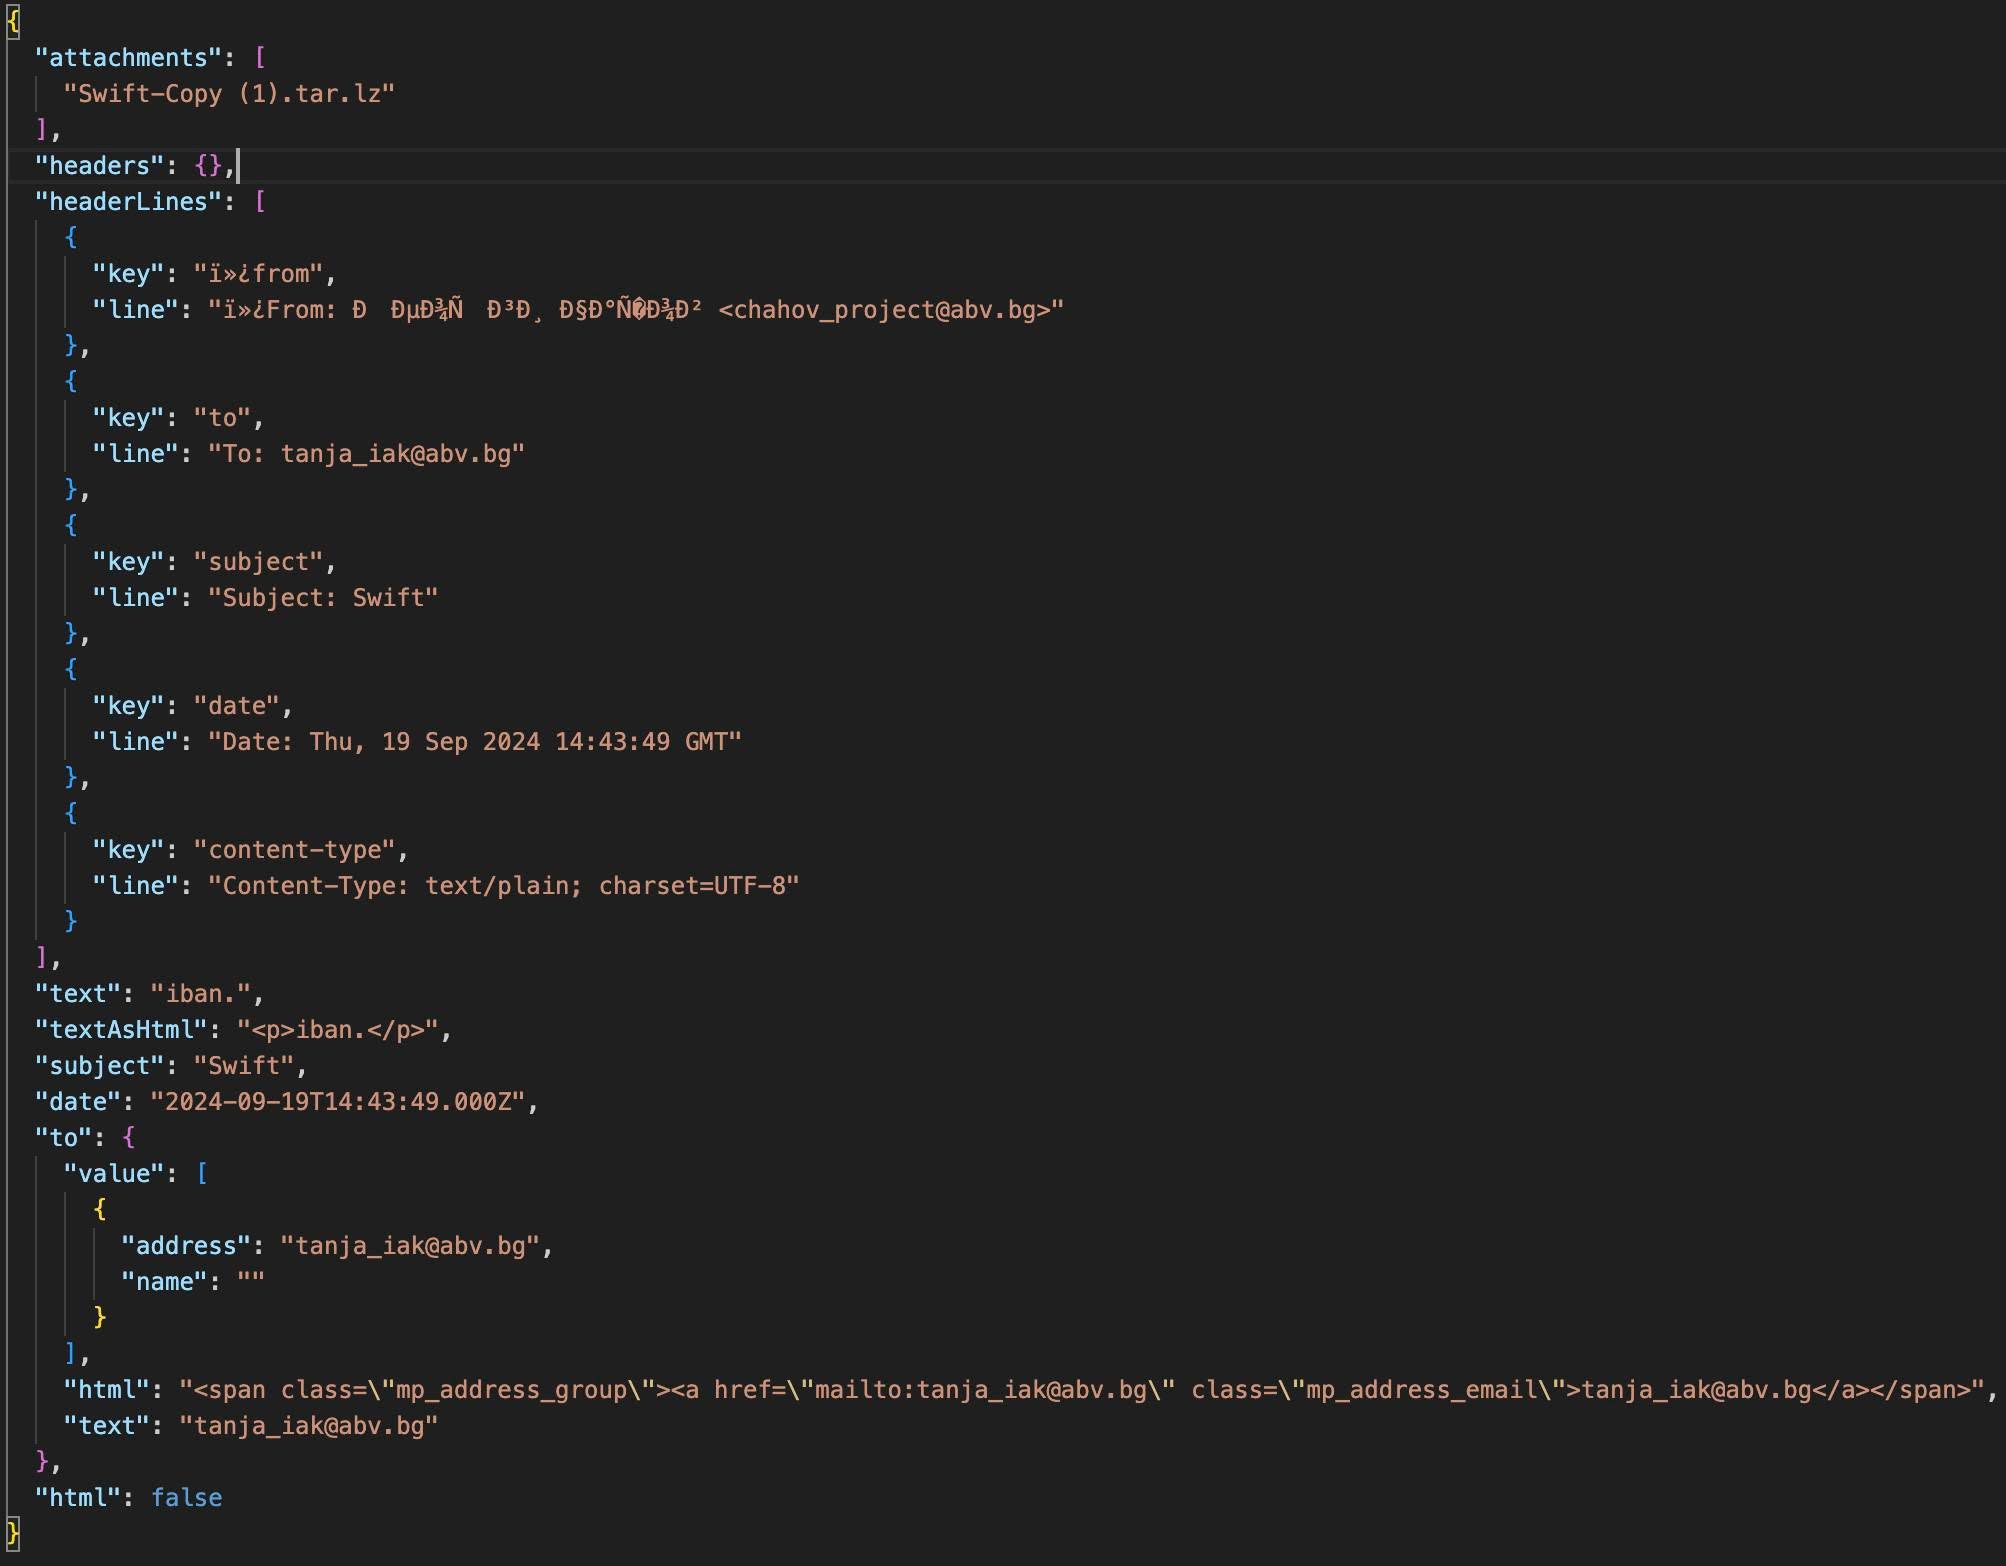 {
"attachments": [
"Swift-Copy (1).tar.lz"
],
"headers": {},
"headerLines": [
{
"key": "ï»¿from",
"line": "ï»¿From: Ð ÐµÐ¾Ñ Ð³Ð¸ Ð§Ð°Ñ�Ð¾Ð² <chahov_project@abv.bg>"
},
{
"key": "to",
"line": "To: tanja_iak@abv.bg"
},
{
"key": "subject",
"line": "Subject: Swift"
},
{
"key": "date",
"line": "Date: Thu, 19 Sep 2024 14:43:49 GMT"
},
{
"key": "content-type",
"line": "Content-Type: text/plain; charset=UTF-8"
}
],
"text": "iban.",
"textAsHtml": "<p>iban.</p>",
"subject": "Swift",
"date": "2024-09-19T14:43:49.000Z",
"to": {
"value": [
{
"address": "tanja_iak@abv.bg",
"name": ""
}
],
"html": "<span class=\"mp_address_group\"><a href=\"mailto:tanja_iak@abv.bg\" class=\"mp_address_email\">tanja_iak@abv.bg</a></span>",
"text": "tanja_iak@abv.bg"
},
"html": false
}